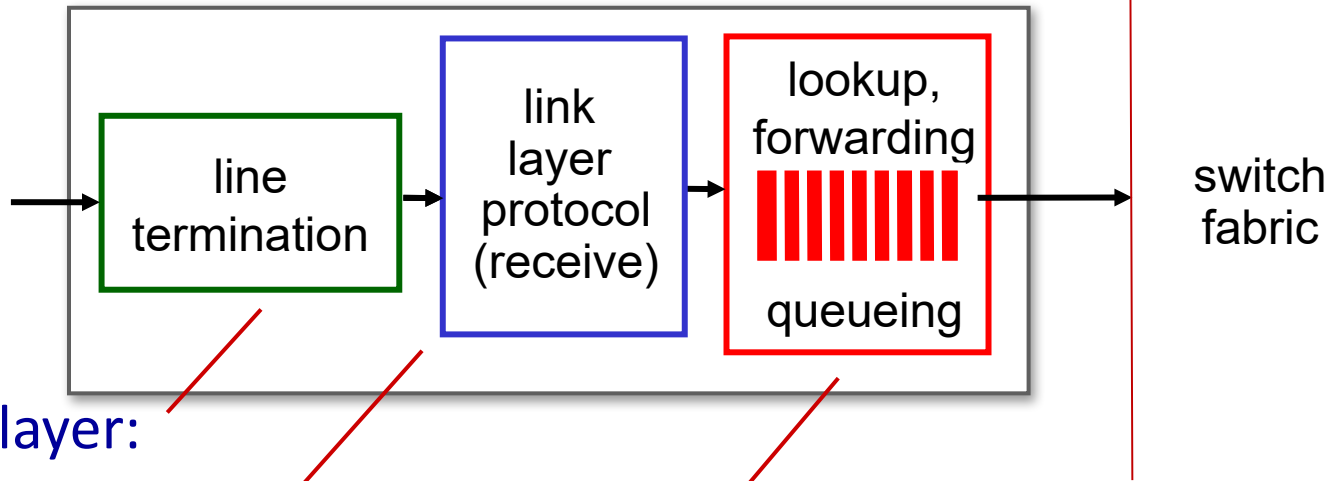 line
termination
link
layer
protocol
(receive)
lookup,
forwarding
queueing
switch
fabric
layer: